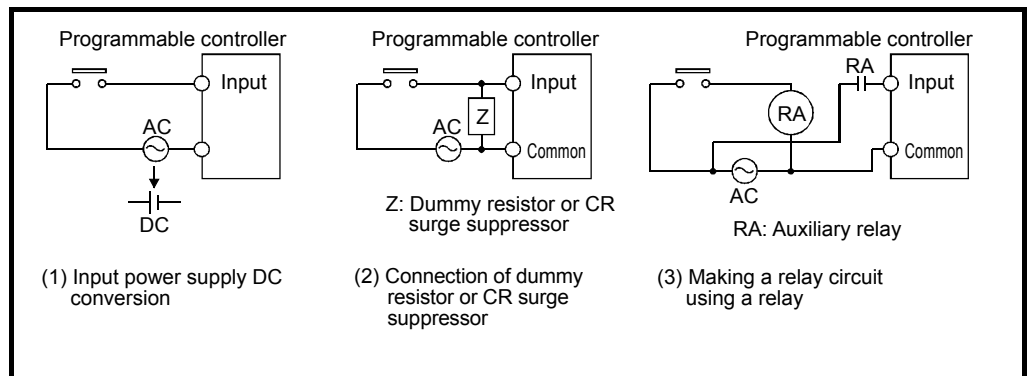 Programmable controller
Input
AC
DC
(1) Input power supply DC
conversion
Programmable controller
Input
Z
AC
Common
Z: Dummy resistor or CR
surge suppressor
(2) Connection of dummy
resistor or CR surge
suppressor
Programmable controller
RA
Input
RA
Common
AC
RA: Auxiliary relay
(3) Making a relay circuit
using a relay